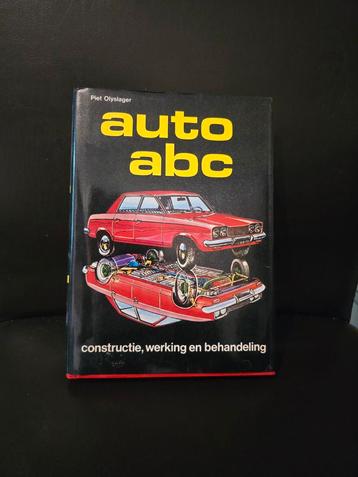 Piet Olyslager
auto
abc
constructie, werking en behandeling